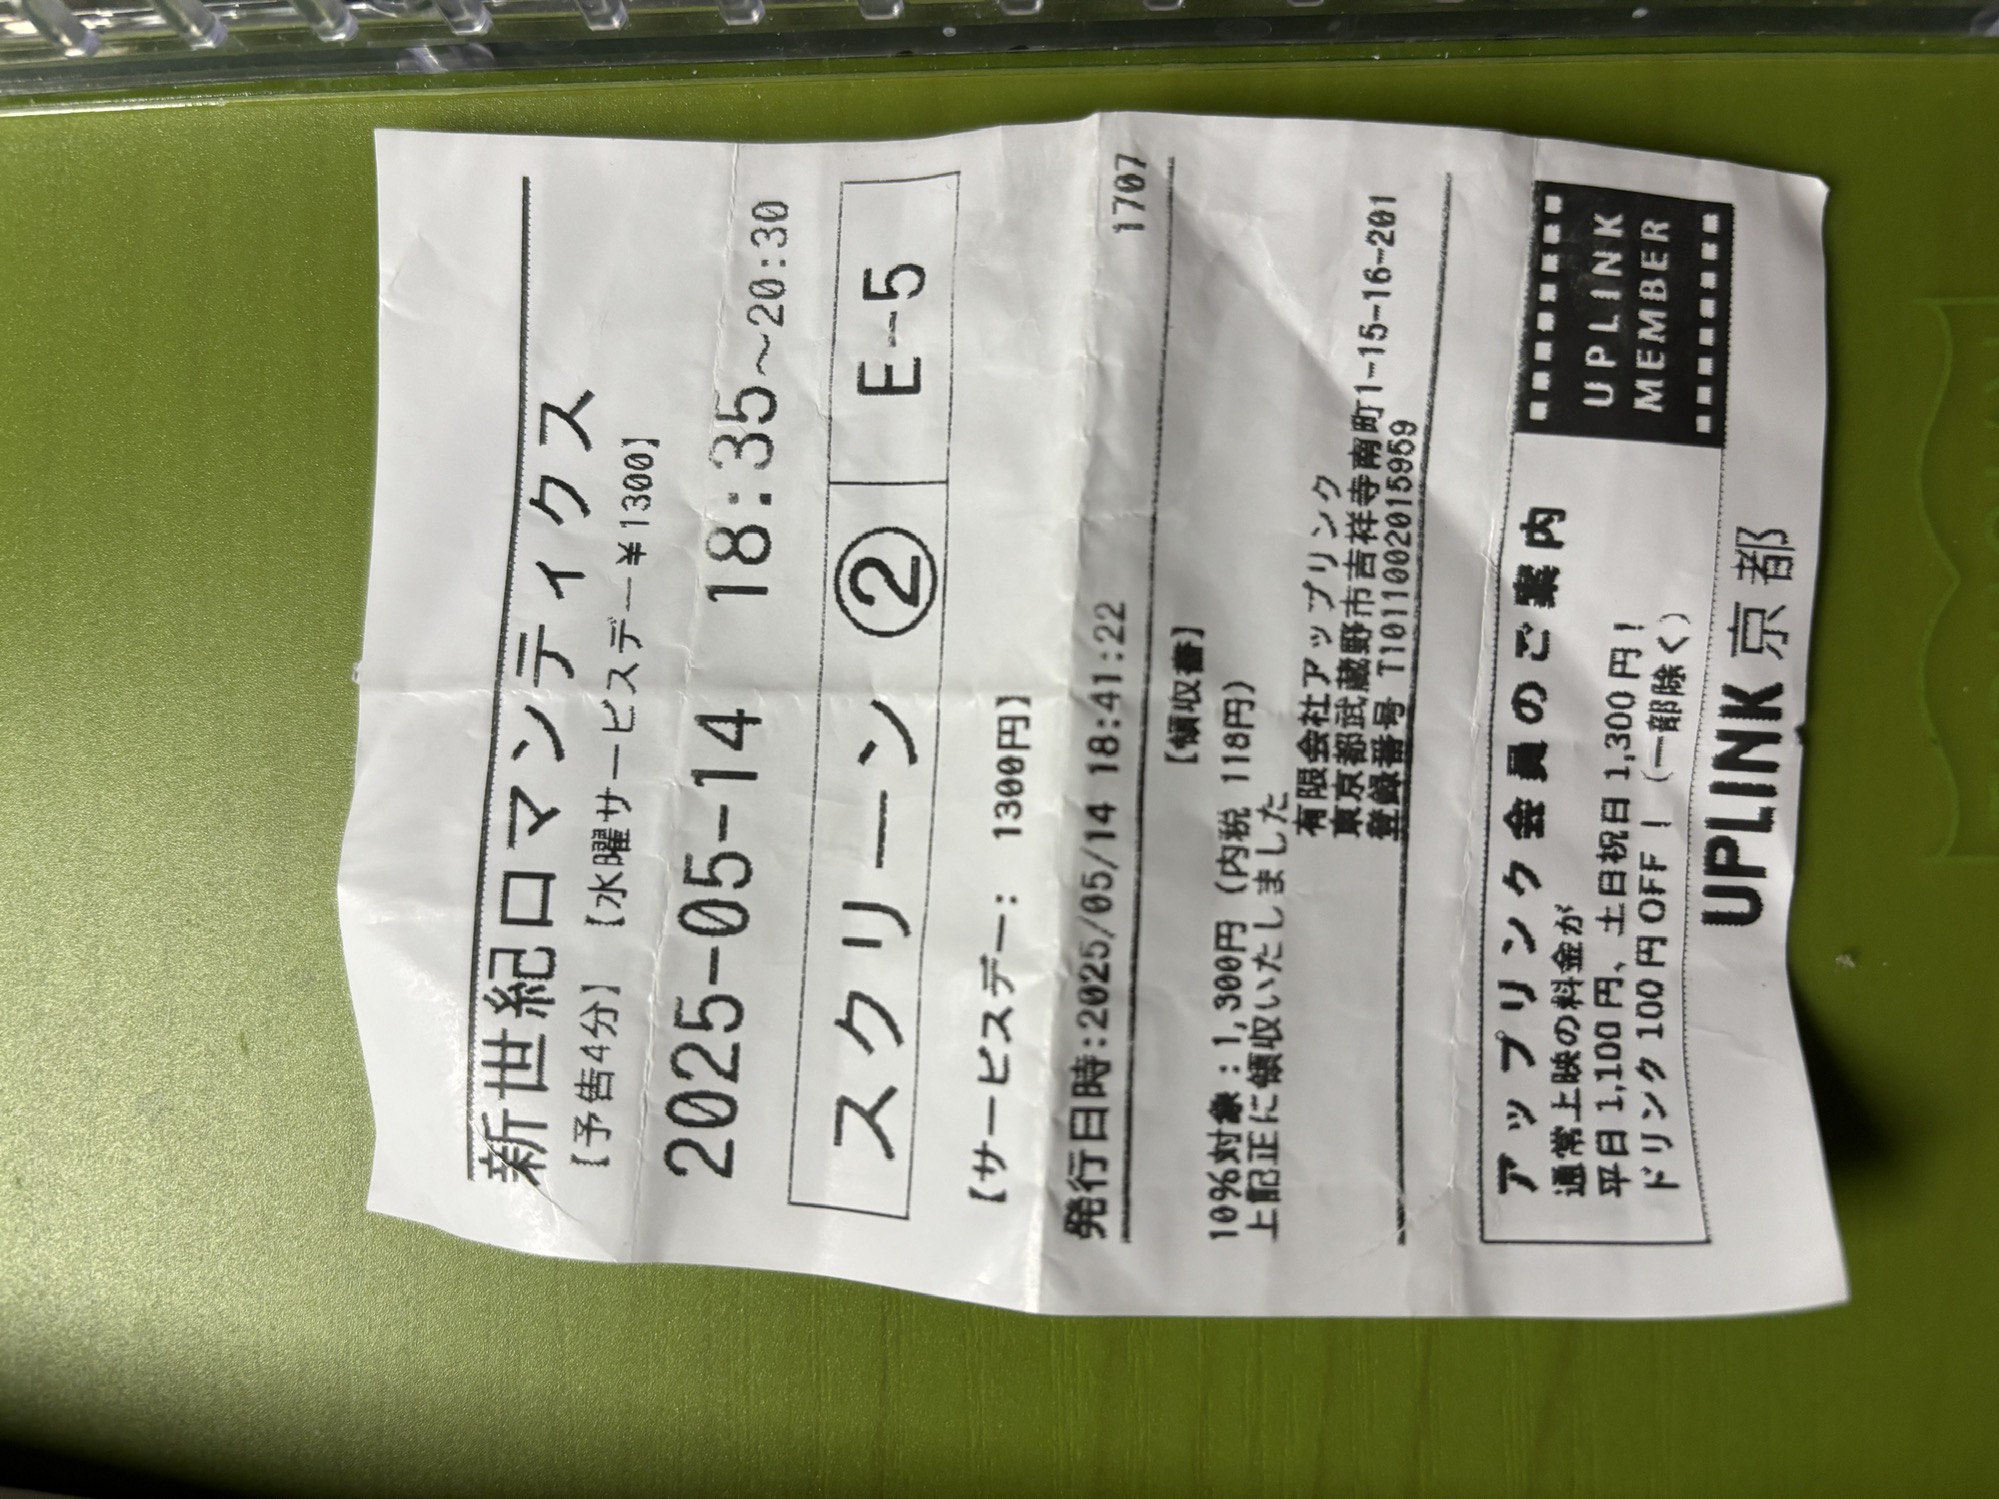 新世紀ロマンティクス
【予告4分】 【水曜サービスデー¥1300】
2025-05-14 18:35～20:30
スクリーン ② E-5
【サービスデー: 1300円】
発行日時:2025/05/14 18:41:22 1707
【領収書】
10%対象:1,300円(内税 118円)
上記正に領収いたしました
有限会社アップリンク
東京都武蔵野市吉祥寺南町1-15-16-201
登録番号 T1011002015959
アップリンク会員のご案内
通常上映の料金が
平日1,100円、土日祝日1,300円!
ドリンク100円OFF!(一部除く)
UPLINK
MEMBER
UPLINK 京都